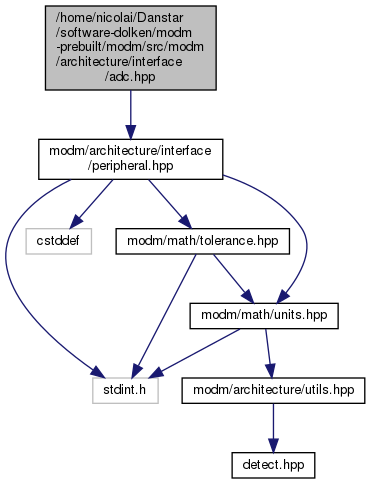 /home/nicolai/Danstar
/software-dolken/modm
-prebuilt/modm/src/modm
/architecture/interface
/adc.hpp
modm/architecture/interface
/peripheral.hpp
cstddef
modm/math/tolerance.hpp
modm/math/units.hpp
stdint.h
modm/architecture/utils.hpp
detect.hpp